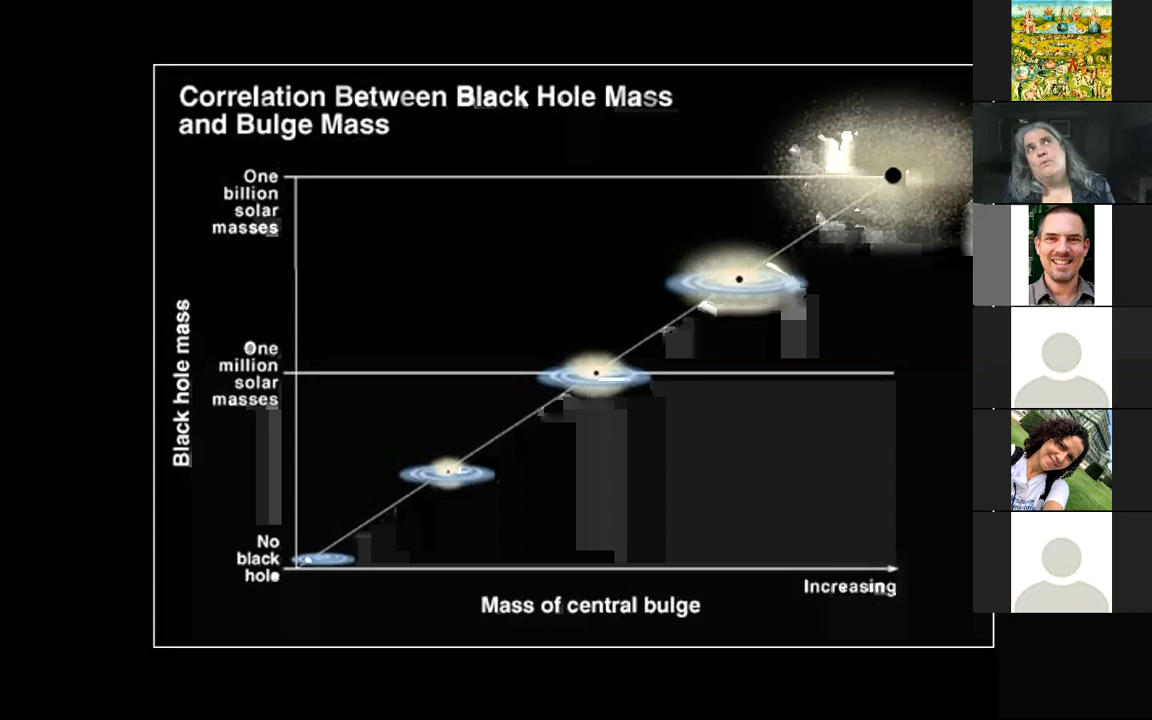 Correlation Between Black Hole Mass
and Bulge Mass
One
billion
solar
masses
Black hole mass
One
million
solar
masses
No
black
hole
Increasing
Mass of central bulge